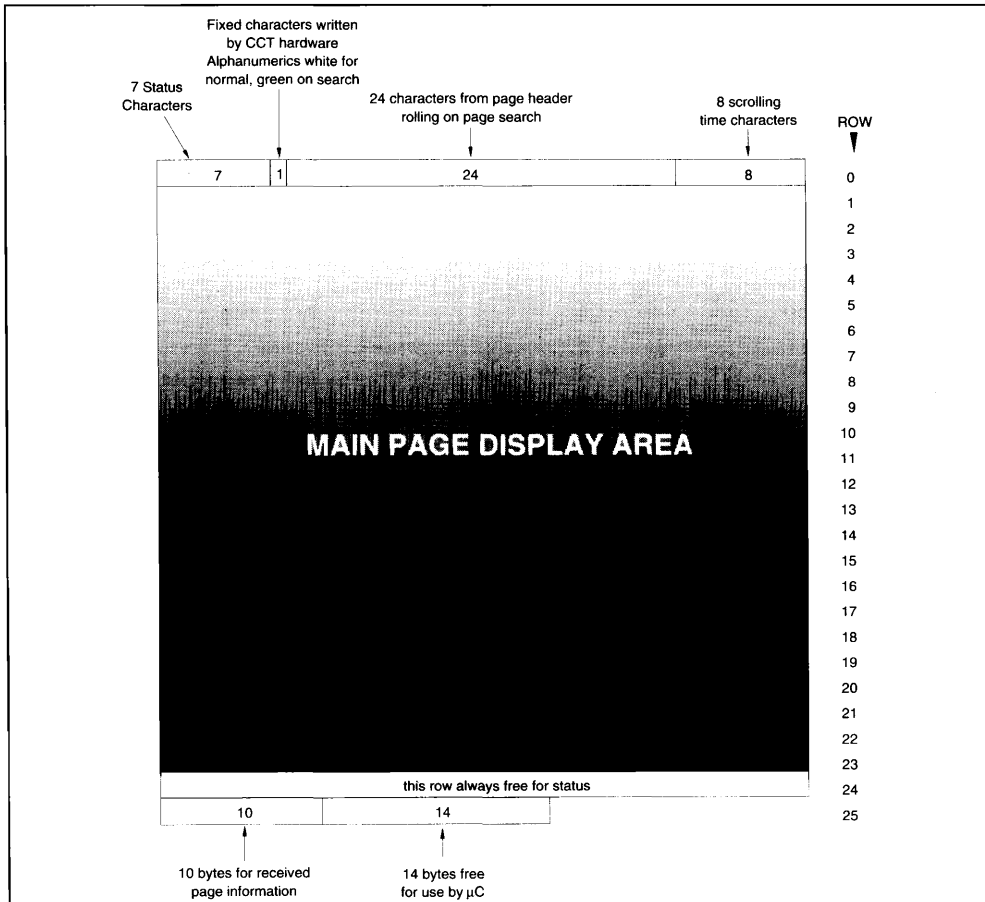 Fixed characters written
by CCT hardware
Alphanumerics white for
normal, green on search
7 Status
Characters
24 characters from page header
rolling on page search
8 scrolling
time characters
ROW
7
1
24
8
0
1
2
3
4
5
6
7
8
9
10
MAIN PAGE DISPLAY AREA
11
12
13
14
15
16
17
18
19
20
21
22
23
this row always free for status
24
10
14
25
10 bytes for received
page information
14 bytes free
for use by μC